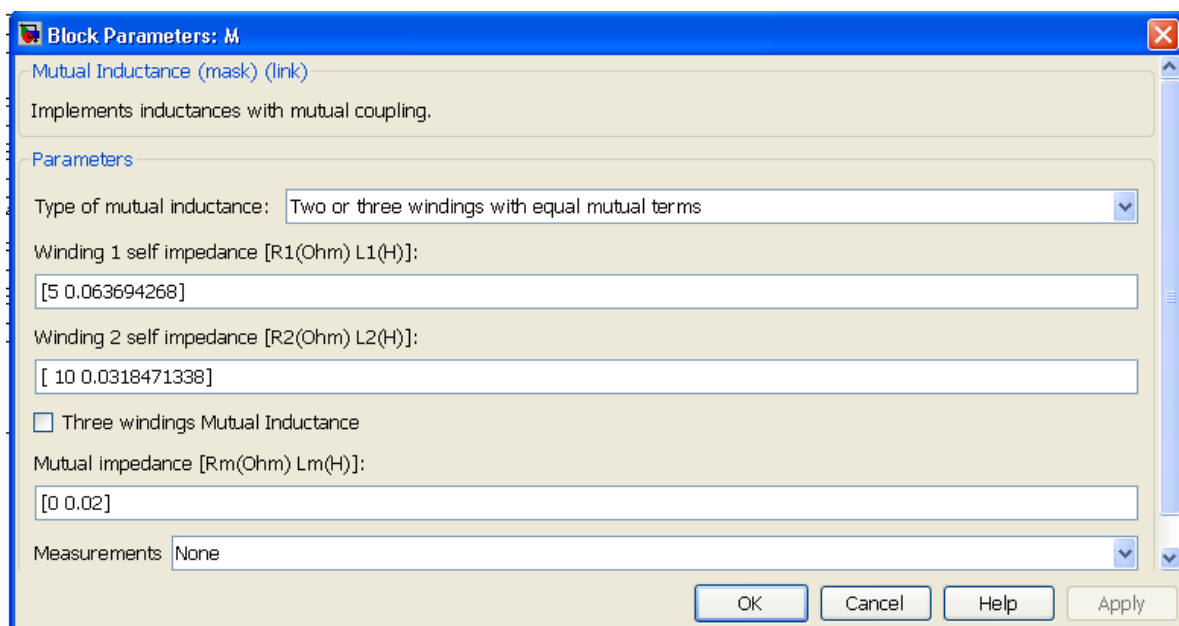 Block Parameters: M
Mutual Inductance (mask) (link)
Implements inductances with mutual coupling.
Parameters
Type of mutual inductance: Two or three windings with equal mutual terms
Winding 1 self impedance [R1(Ohm) L1(H)]:
[5 0.063694268]
Winding 2 self impedance [R2(Ohm) L2(H)]:
[ 10 0.0318471338]
Three windings Mutual Inductance
Mutual impedance [Rm(Ohm) Lm(H)]:
[0 0.02]
Measurements None
OK Cancel Help Apply